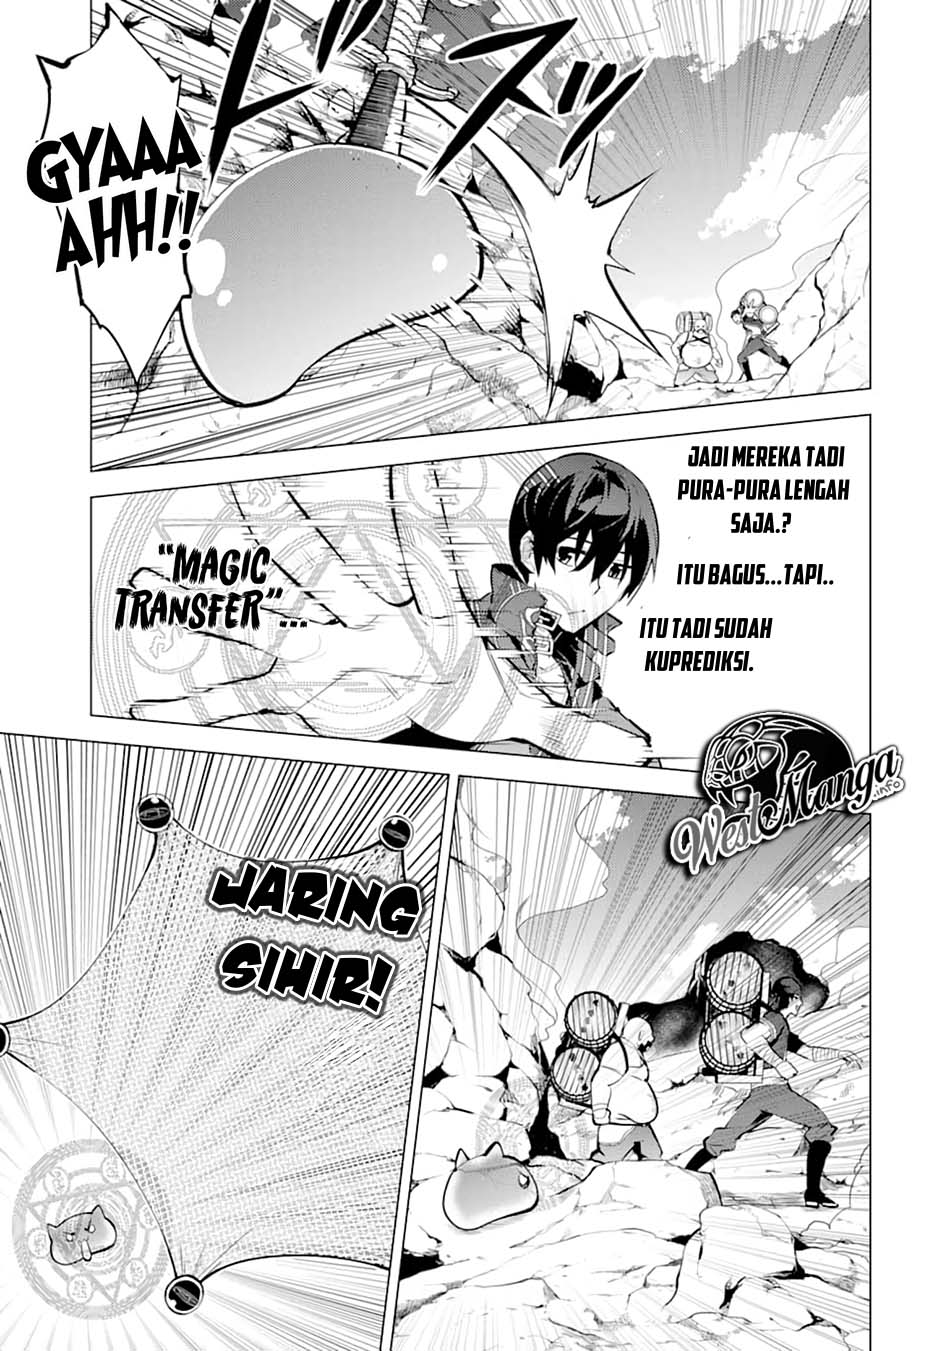 ドドッ
GYAAA
AHH!!
JADI MEREKA TADI
PURA-PURA LENGAH
SAJA.?
ITU BAGUS...TAPI..
ITU TADI SUDAH
KUPREDIKSI.
"MAGIC
TRANSFER"...
WestManga
.info
JARING
SIHIR!